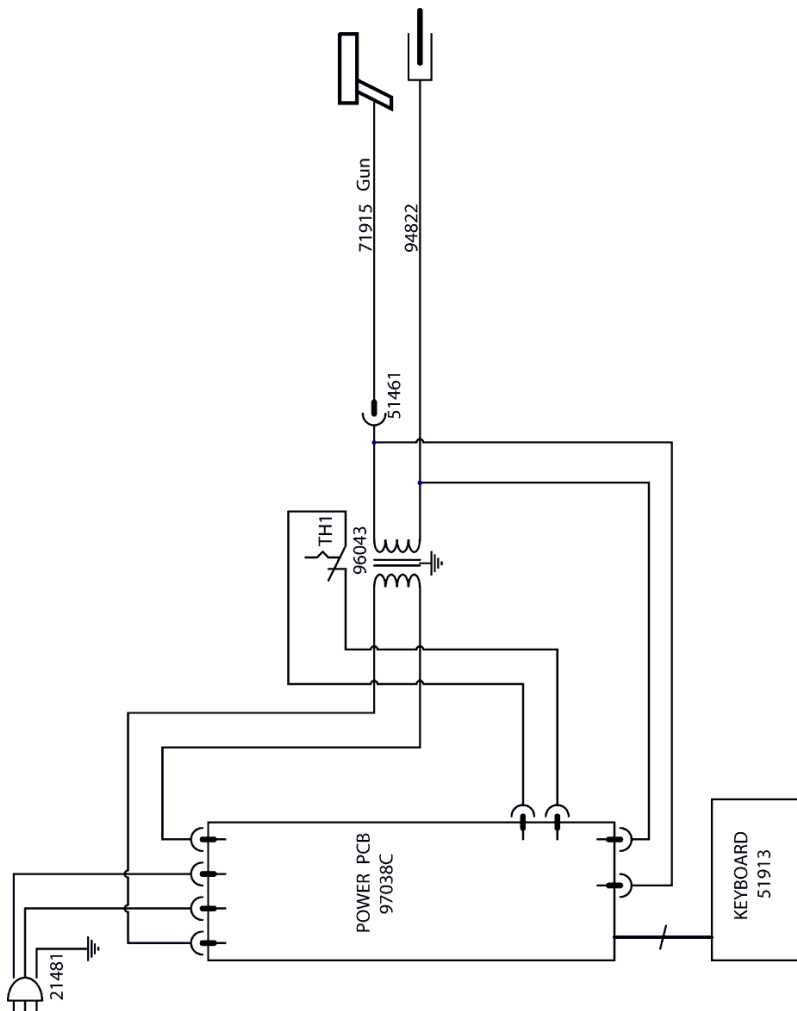 71915 Gun
94822
51461
TH1
96043
POWER PCB
97038C
KEYBOARD
51913
21481